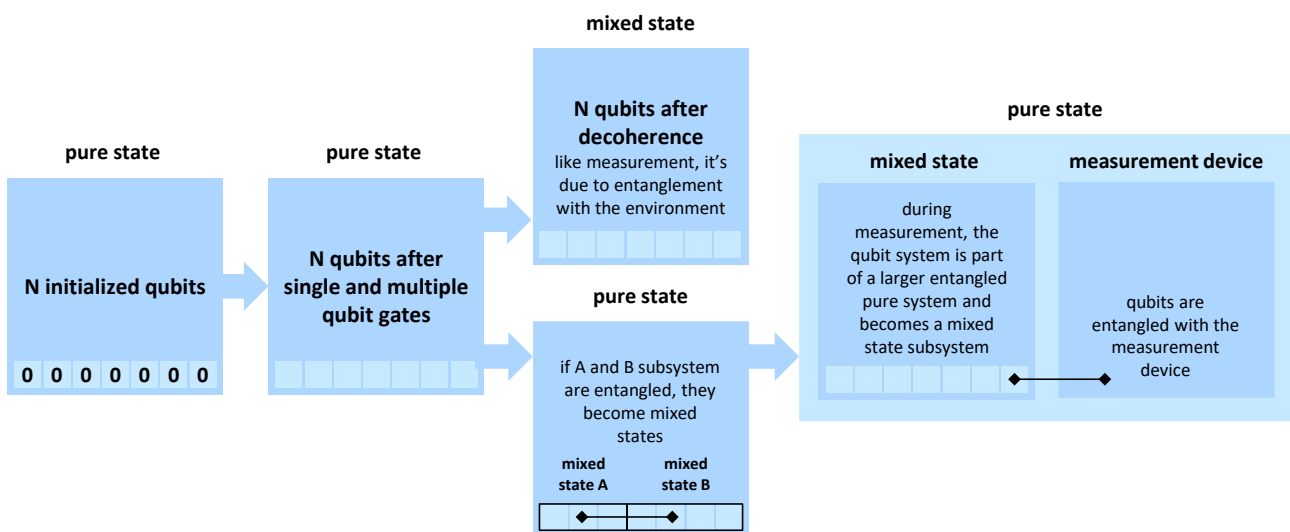 pure state
N initialized qubits
0 0 0 0 0 0 0
pure state
N qubits after
single and multiple
qubit gates
mixed state
N qubits after
decoherence
like measurement, it’s
due to entanglement
with the environment
pure state
if A and B subsystem
are entangled, they
become mixed
states
mixed
state A
mixed
state B
pure state
mixed state
during
measurement, the
qubit system is part
of a larger entangled
pure system and
becomes a mixed
state subsystem
measurement device
qubits are
entangled with the
measurement
device